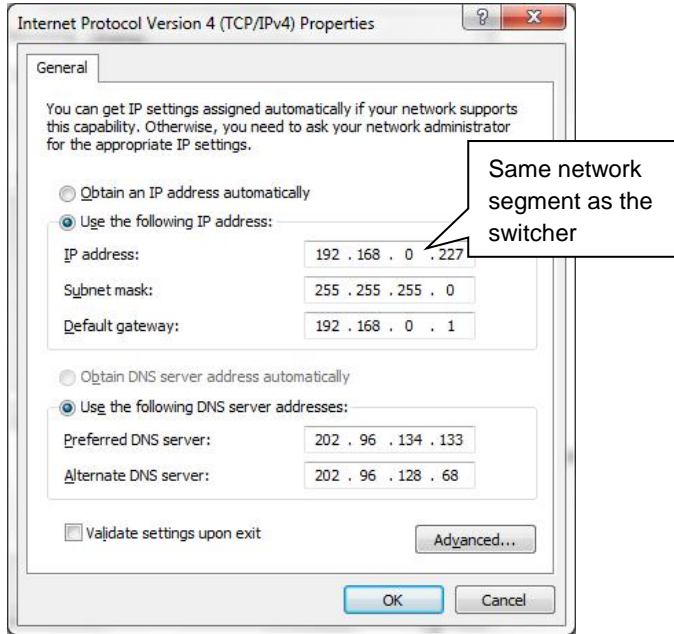 Internet Protocol Version 4 (TCP/IPv4) Properties
General
You can get IP settings assigned automatically if your network supports
this capability. Otherwise, you need to ask your network administrator
for the appropriate IP settings.
Obtain an IP address automatically
Use the following IP address:
IP address: 192 . 168 . 0 . 227
Subnet mask: 255 . 255 . 255 . 0
Default gateway: 192 . 168 . 0 . 1
Same network
segment as the
switcher
Obtain DNS server address automatically
Use the following DNS server addresses:
Preferred DNS server: 202 . 96 . 134 . 133
Alternate DNS server: 202 . 96 . 128 . 68
Validate settings upon exit
Advanced...
OK Cancel